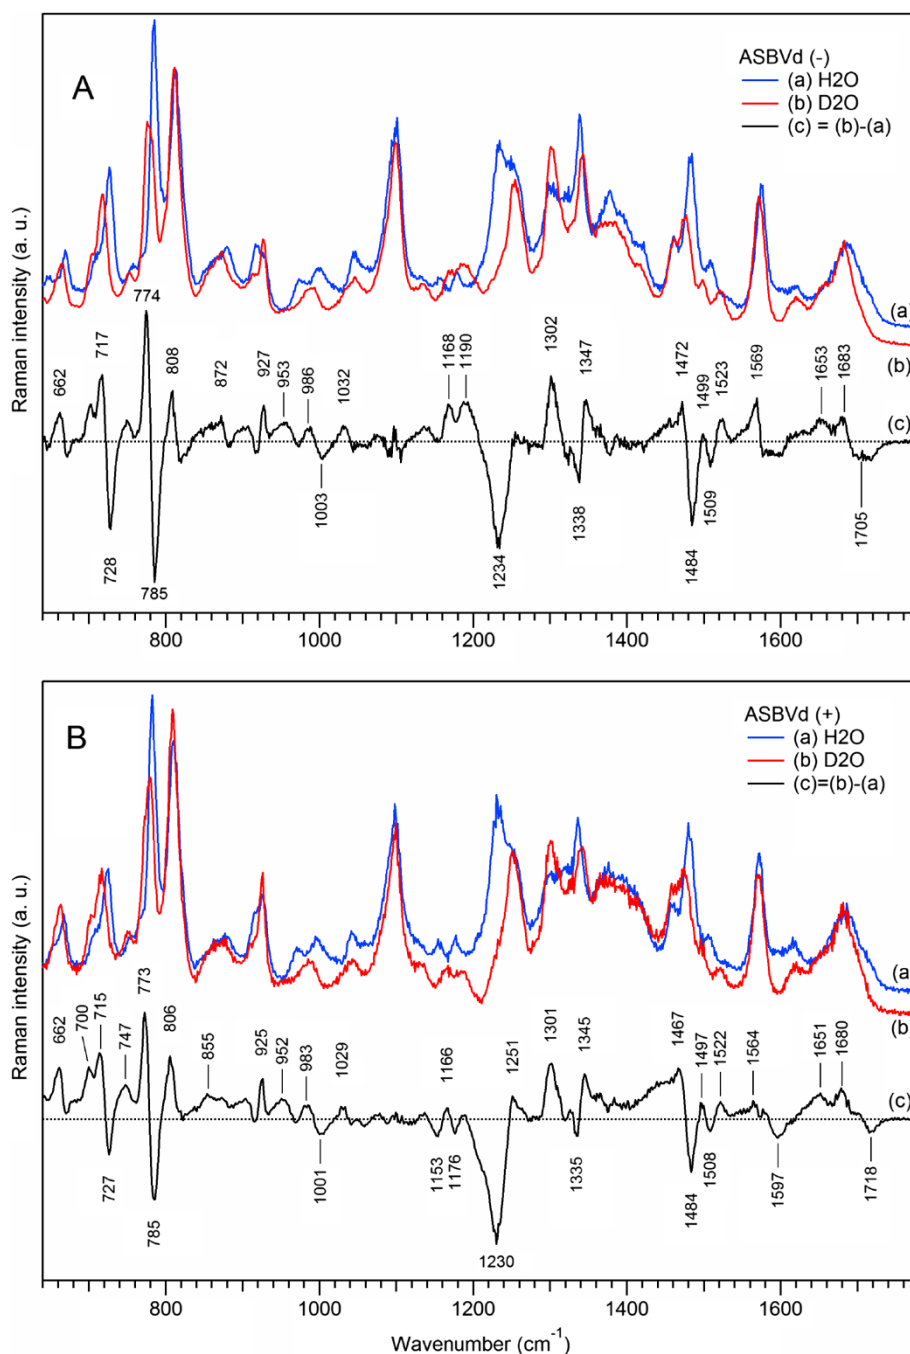 A
ASBVd (-)
(a) H2O
(b) D2O
(c) = (b)-(a)
Raman intensity (a. u.)
(a)
(b)
(c)
662
717
774
808
872
927
953
986
1032
1168
1190
1302
1347
1472
1499
1523
1569
1653
1683
728
785
1003
1234
1338
1484
1509
1705
800 1000 1200 1400 1600
B
ASBVd (+)
(a) H2O
(b) D2O
(c)=(b)-(a)
Raman intensity (a. u.)
(a
(b
(c)
662
700
715
747
773
806
855
925
952
983
1029
1166
1251
1301
1345
1467
1497
1522
1564
1651
1680
727
785
1001
1153
1176
1230
1335
1484
1508
1597
1718
800 1000 1200 1400 1600
Wavenumber (cm⁻¹)